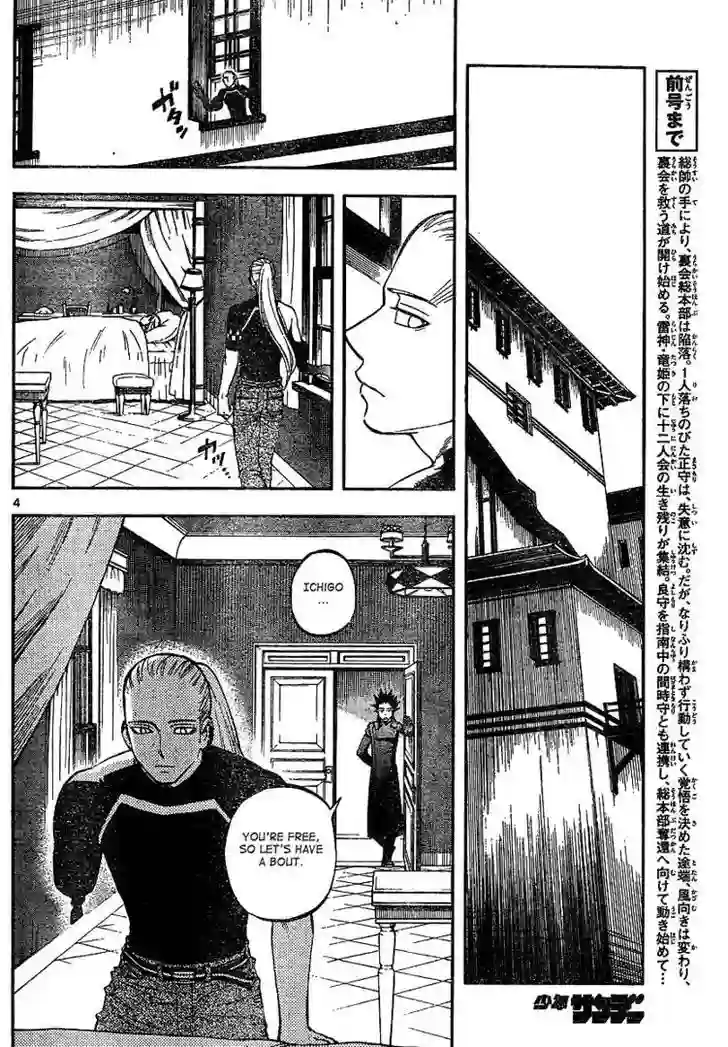 前号まで
総帥の手により、裏会総本部は陥落。1人落ちのびた正守は、失意に沈む。だが、なりふり構わず行動していく覚悟を決めた途端、風向きは変わり、
裏会を救う道が開け始める。雷神・竜姫の下に十二人会の生き残りが集結。良守を指南中の間時守とも連携し、総本部奪還へ向けて動き始めて…
ガタン
4
ICHIGO
...
YOU'RE FREE,
SO LET'S HAVE
A BOUT.
少年サンデー